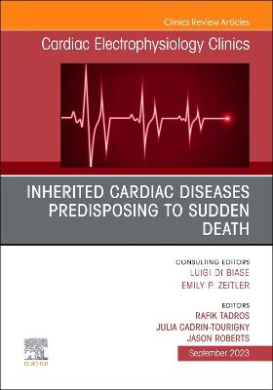 Clinics Review Articles
Cardiac Electrophysiology Clinics
INHERITED CARDIAC DISEASES
PREDISPOSING TO SUDDEN
DEATH
CONSULTING EDITORS
LUIGI DI BIASE
EMILY P. ZEITLER
EDITORS
RAFIK TADROS
JULIA CADRIN-TOURIGNY
JASON ROBERTS
September 2023
ELSEVIER